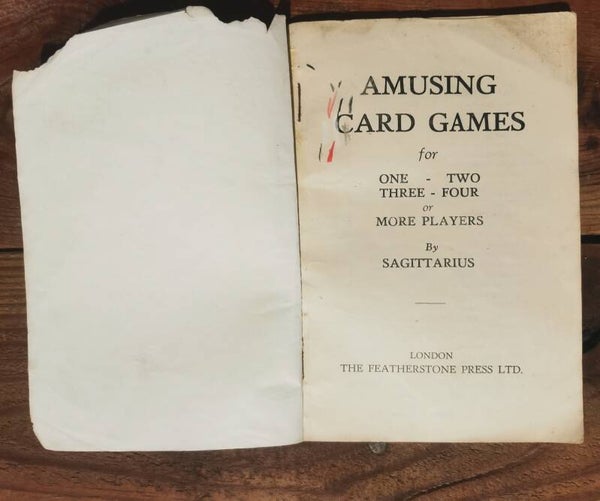 AMUSING
CARD GAMES
for
ONE - TWO
THREE - FOUR
or
MORE PLAYERS
By
SAGITTARIUS
LONDON
THE FEATHERSTONE PRESS LTD.